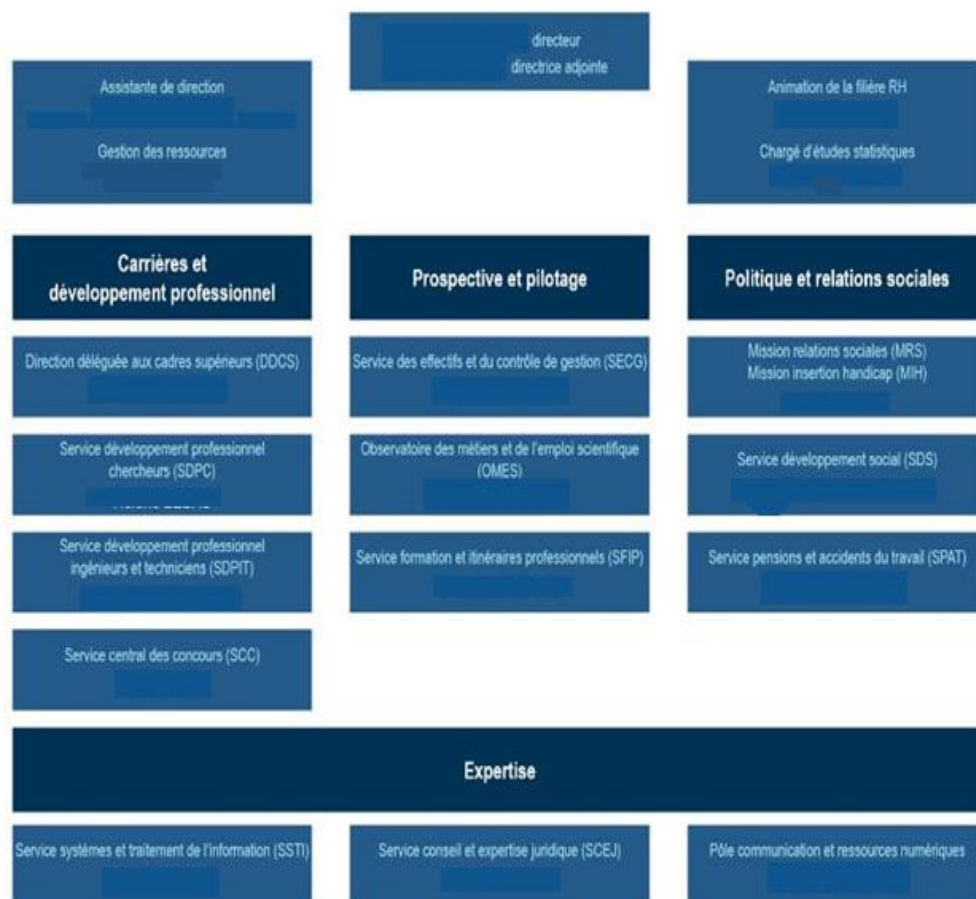 directeur
directrice adjointe
Assistante de direction
Gestion des ressources
Animation de la filière RH
Chargé d'études statistiques
Carrières et
développement professionnel
Direction déléguée aux cadres supérieurs (DDCS)
Service développement professionnel
chercheurs (SDPC)
Service développement professionnel
ingénieurs et techniciens (SDPIT)
Service central des concours (SCC)
Prospective et pilotage
Service des effectifs et du contrôle de gestion (SECG)
Observatoire des métiers et de l'emploi scientifique
(OMES)
Service formation et itinéraires professionnels (SFIP)
Politique et relations sociales
Mission relations sociales (MRS)
Mission insertion handicap (MIH)
Service développement social (SDS)
Service pensions et accidents du travail (SPAT)
Expertise
Service systèmes et traitement de l'information (SSTI)
Service conseil et expertise juridique (SCEJ)
Pôle communication et ressources numériques